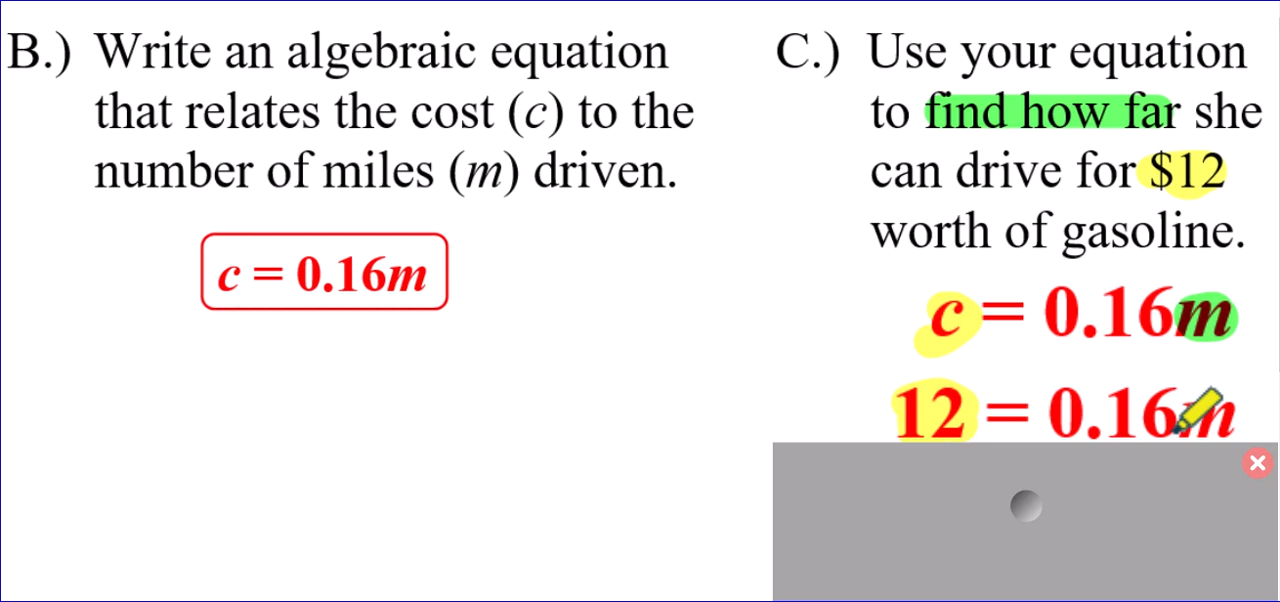 B.) Write an algebraic equation
that relates the cost (c) to the
number of miles (m) driven.
c = 0.16m
C.) Use your equation
to find how far she
can drive for $12
worth of gasoline.
c = 0.16m
12 = 0.16m